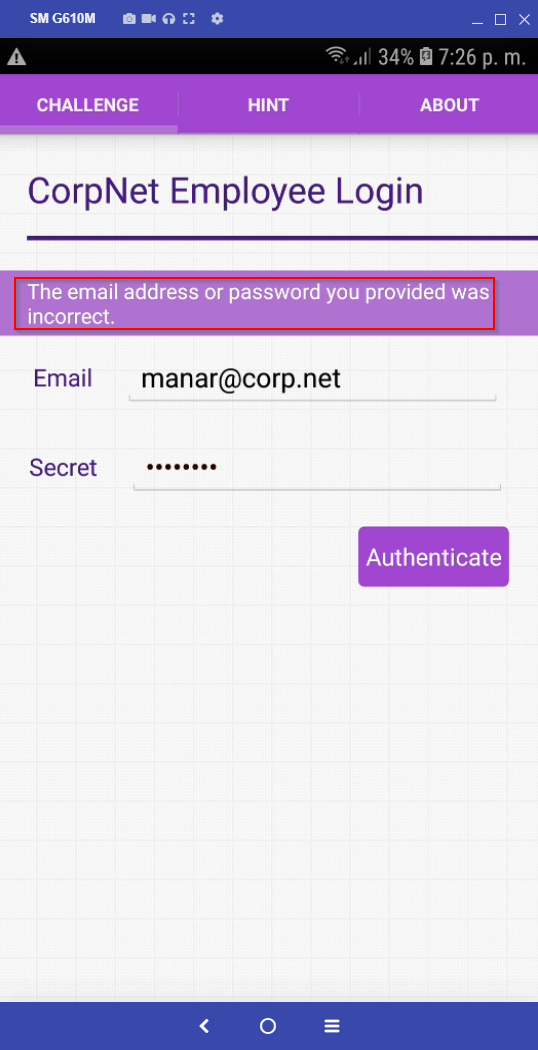 SM G610M
34% 7:26 p. m.
CHALLENGE HINT ABOUT
CorpNet Employee Login
The email address or password you provided was
incorrect.
Email manar@corp.net
Secret ••••••••
Authenticate